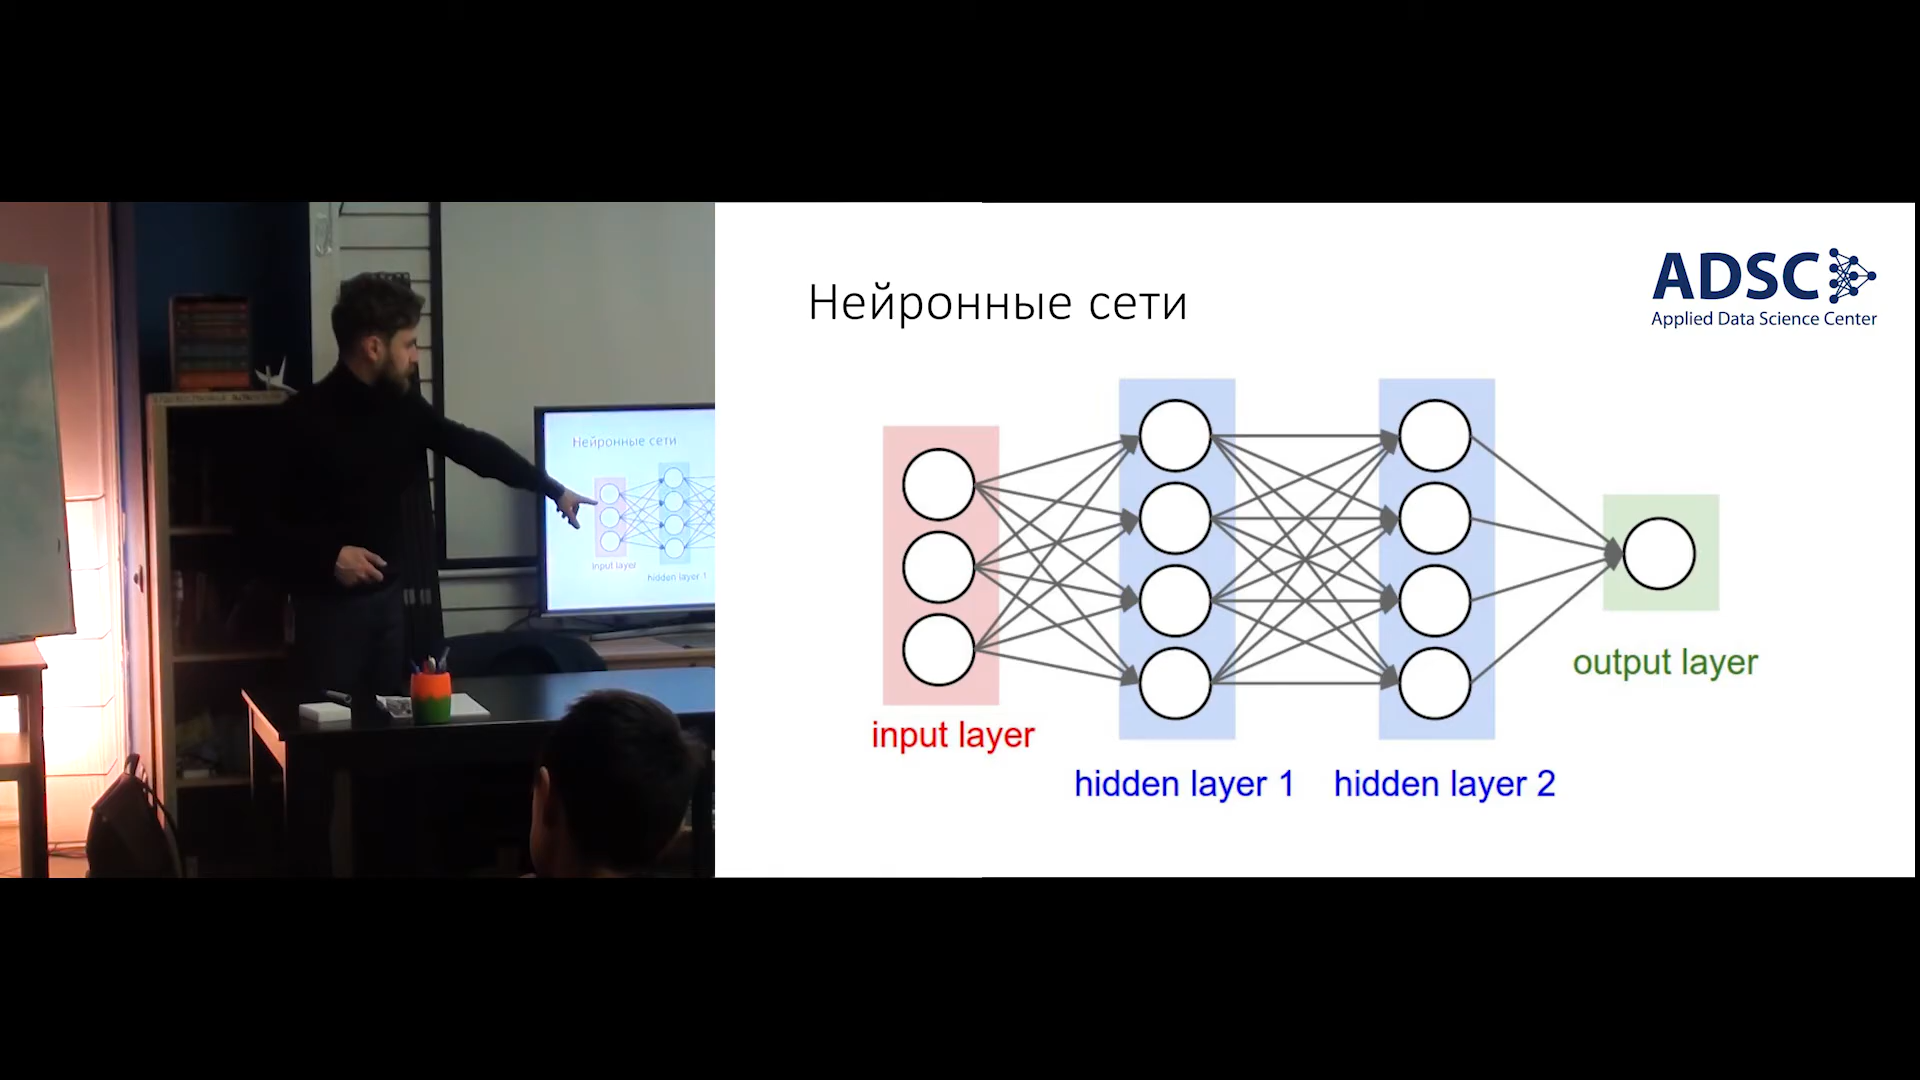 Нейронные сети
input layer
hidden layer 1
Нейронные сети
ADSC
Applied Data Science Center
input layer
hidden layer 1
hidden layer 2
output layer